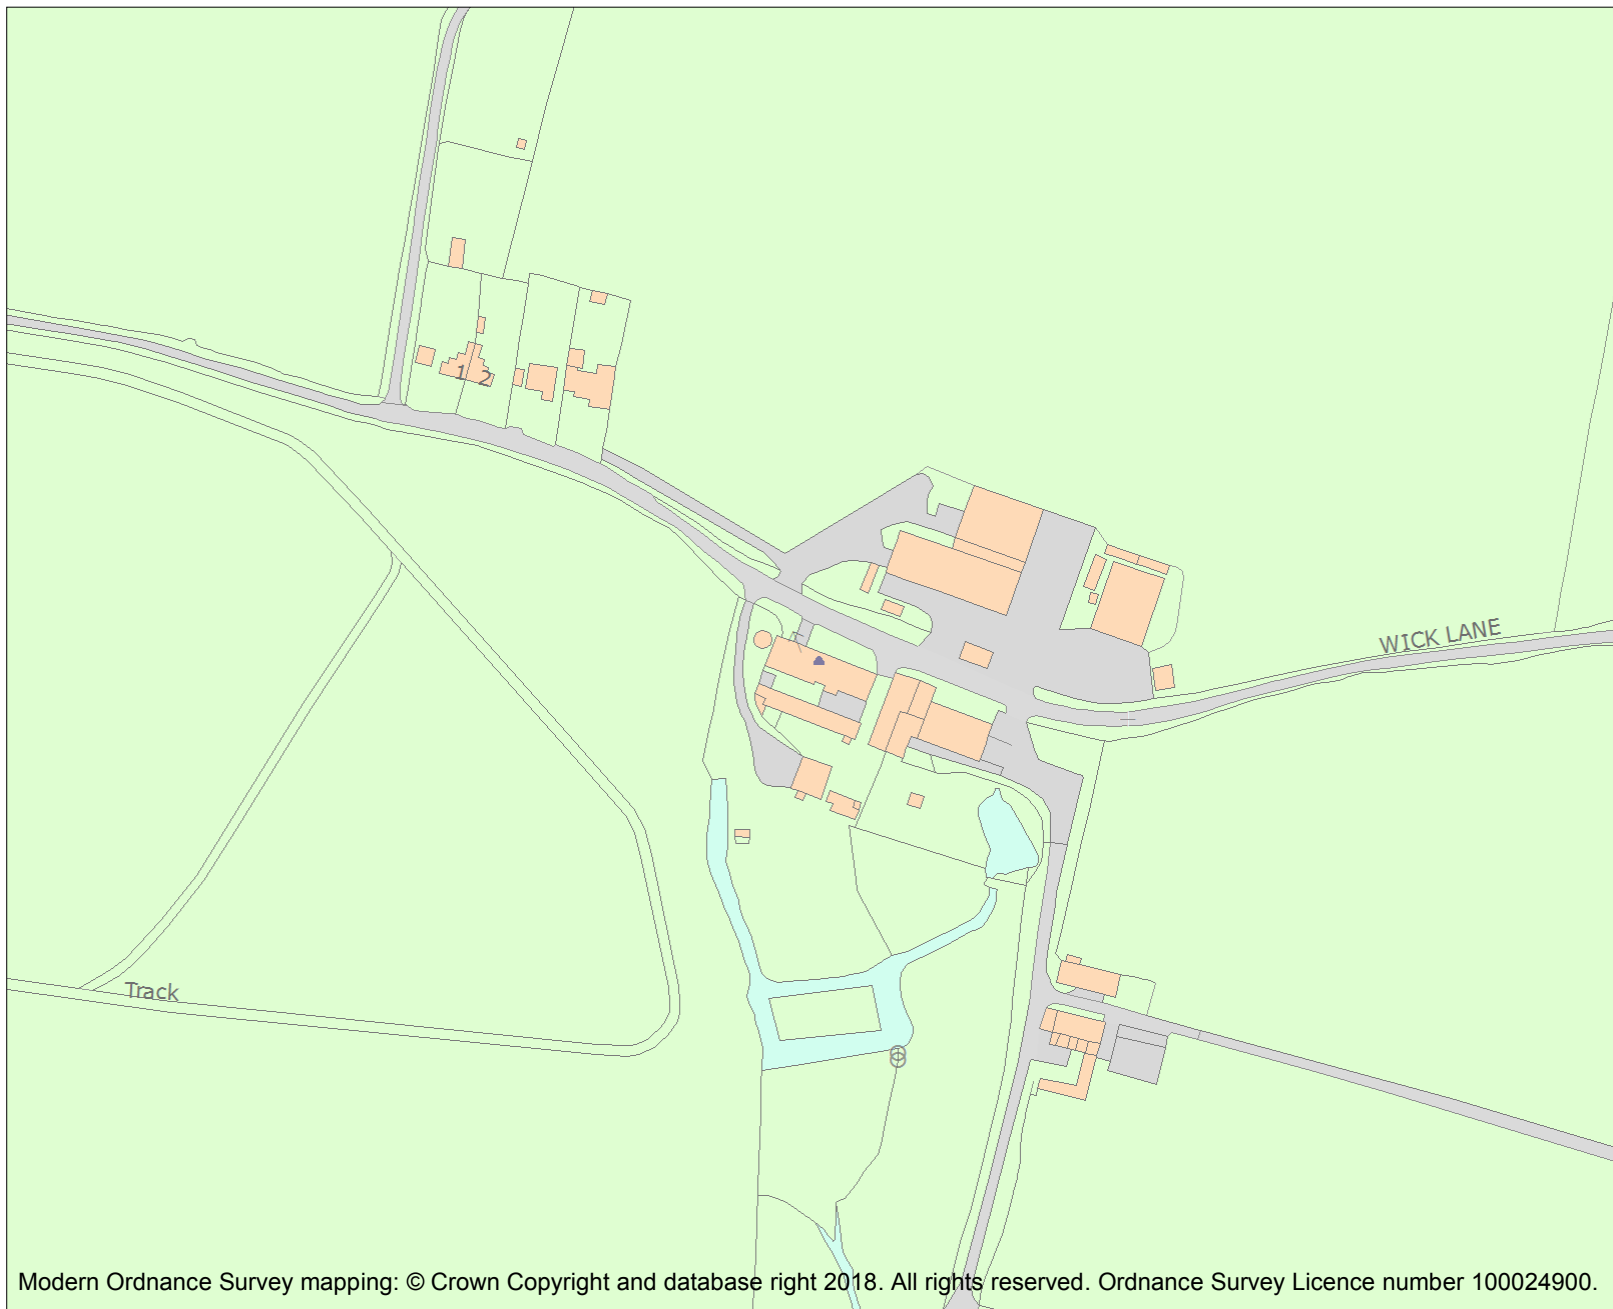 1 2
WICK LANE
Track
Modern Ordnance Survey mapping: © Crown Copyright and database right 2018. All rights reserved. Ordnance Survey Licence number 100024900.